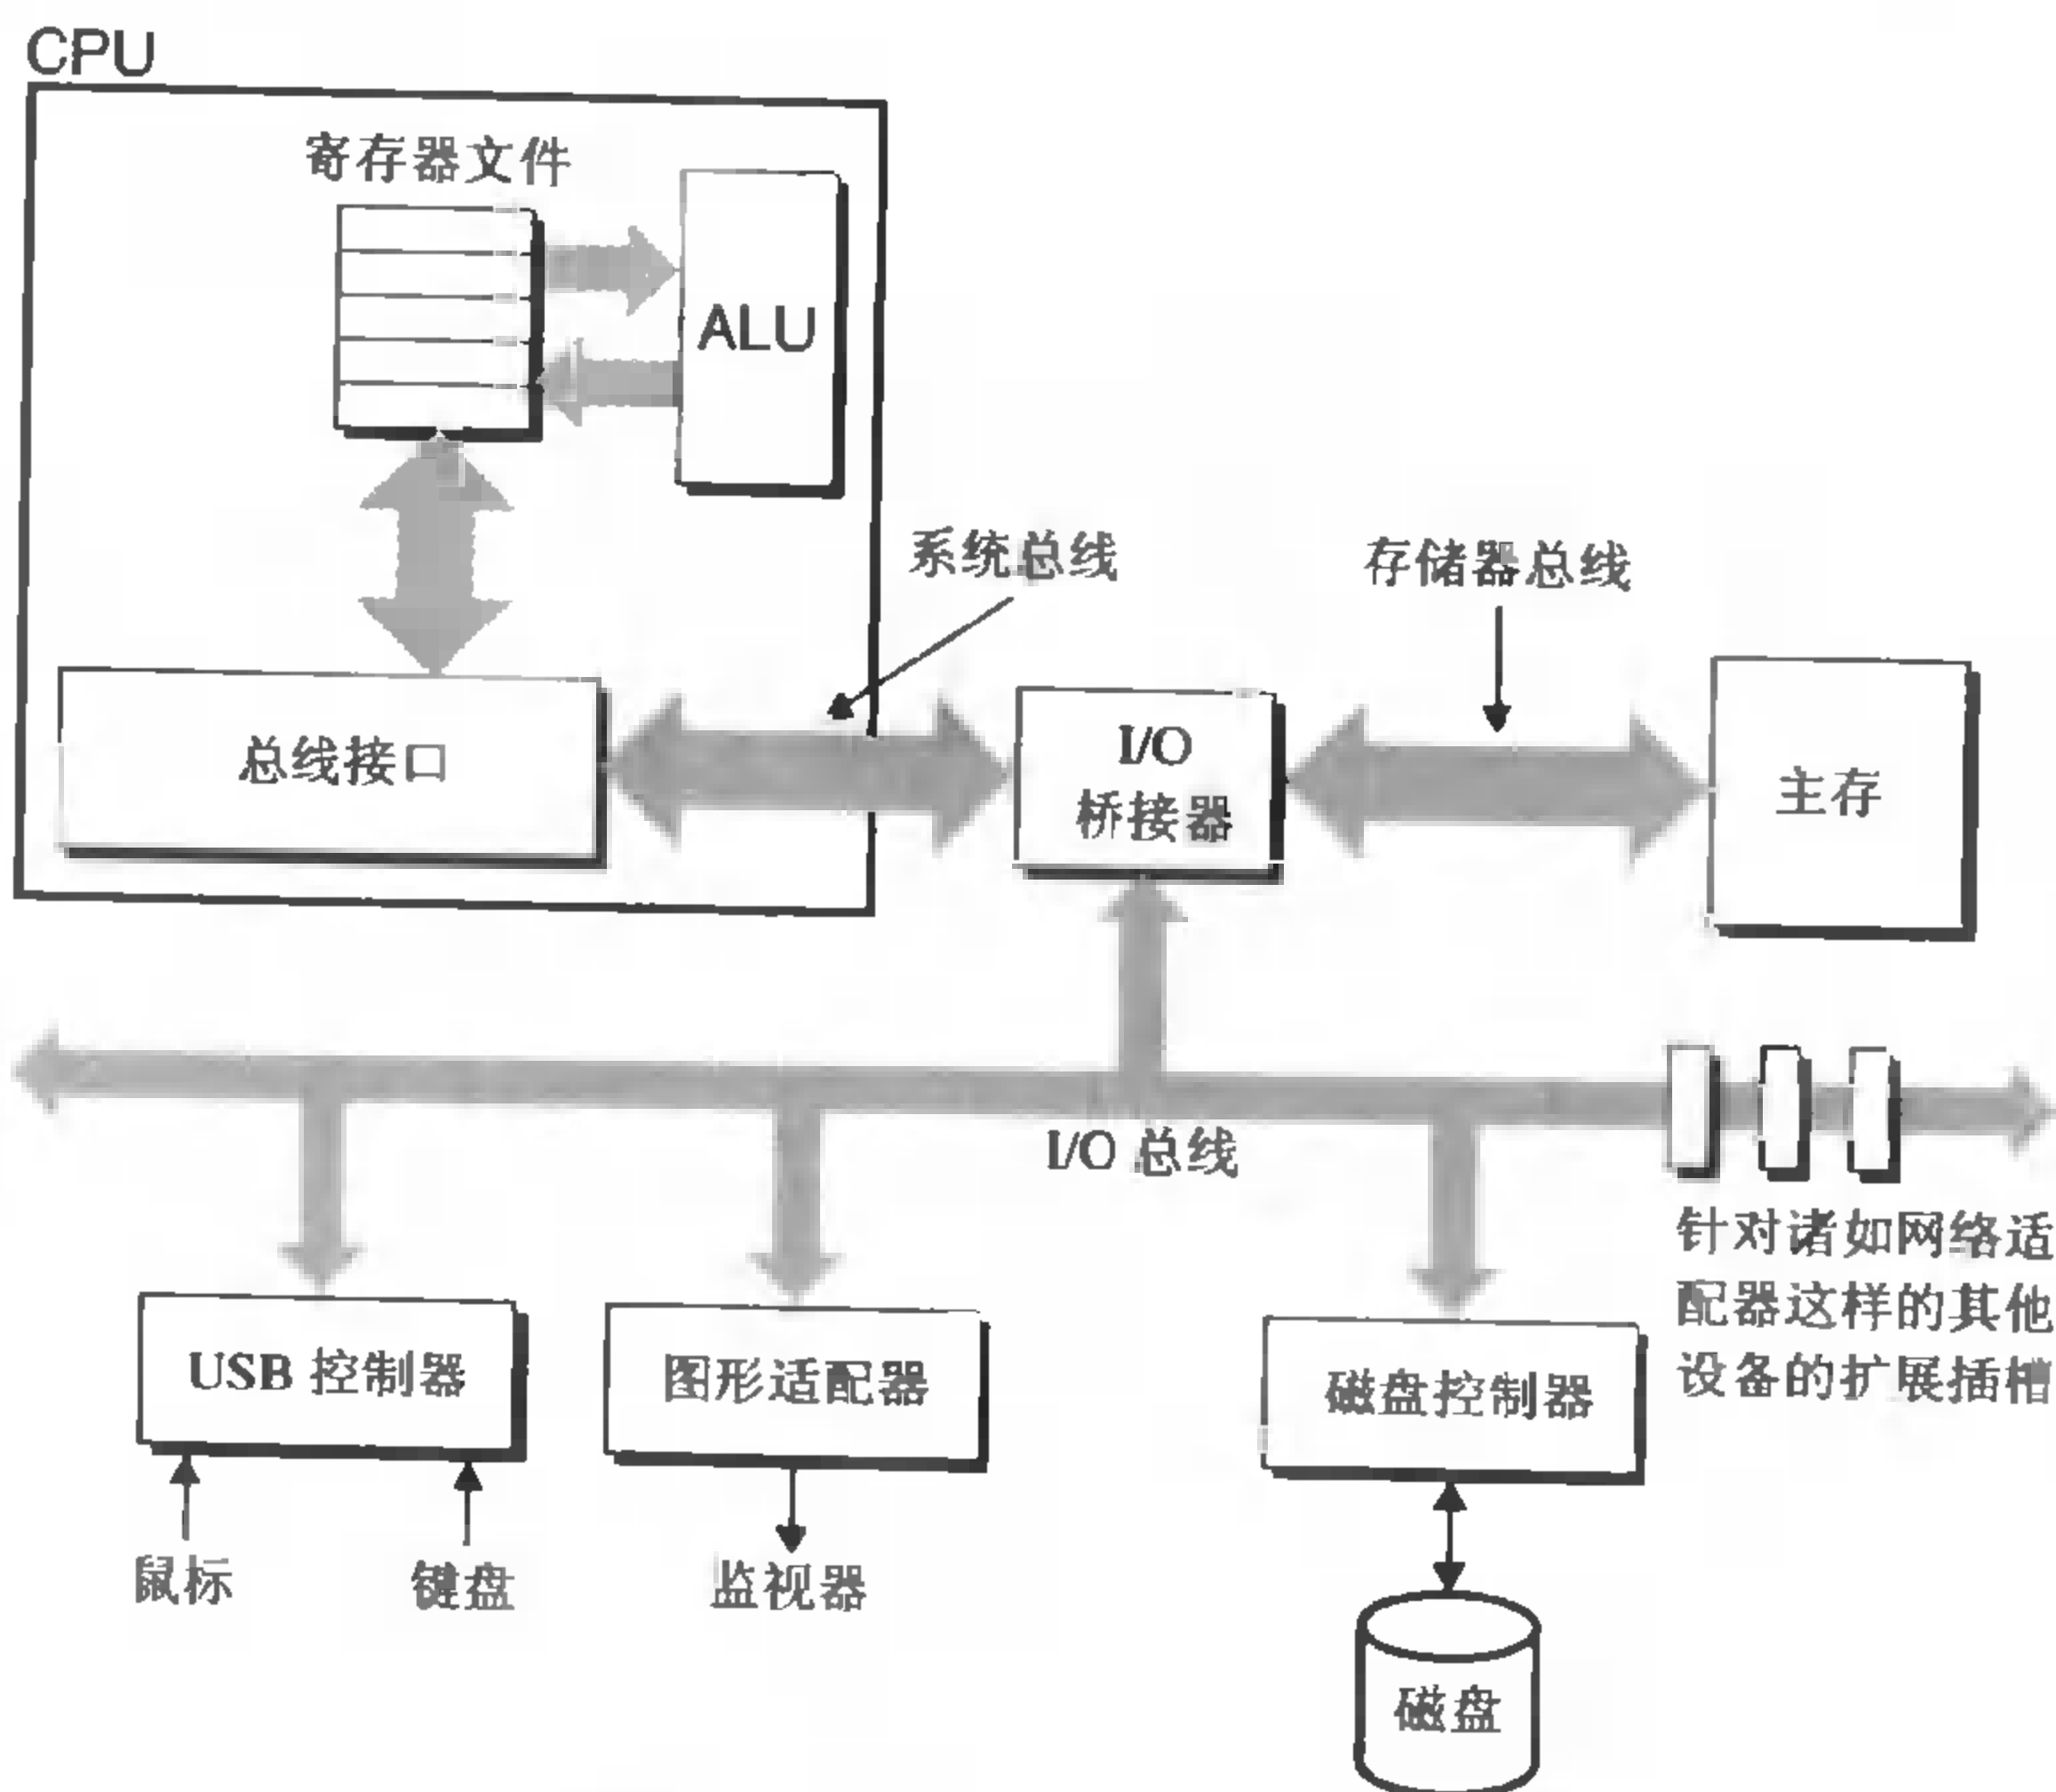 CPU
寄存器文件
ALU
系统总线
存储器总线
总线接口
I/O
桥接器
主存
I/O 总线
针对诸如网络适
配器这样的其他
设备的扩展插槽
USB 控制器
图形适配器
磁盘控制器
鼠标
键盘
监视器
磁盘